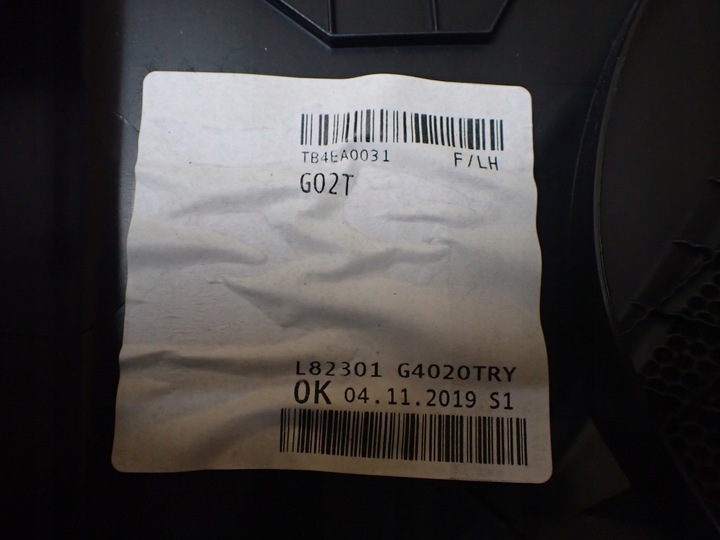 TB4EA0031 F/LH
G02T
L82301 G4020TRY
OK 04.11.2019 S1